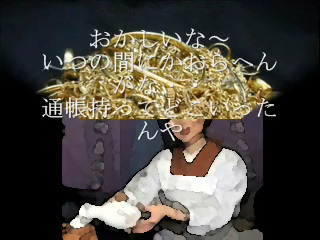 おかしいな〜
いつの間にかおらへん
がな、
通帳持ってどこいった
んや